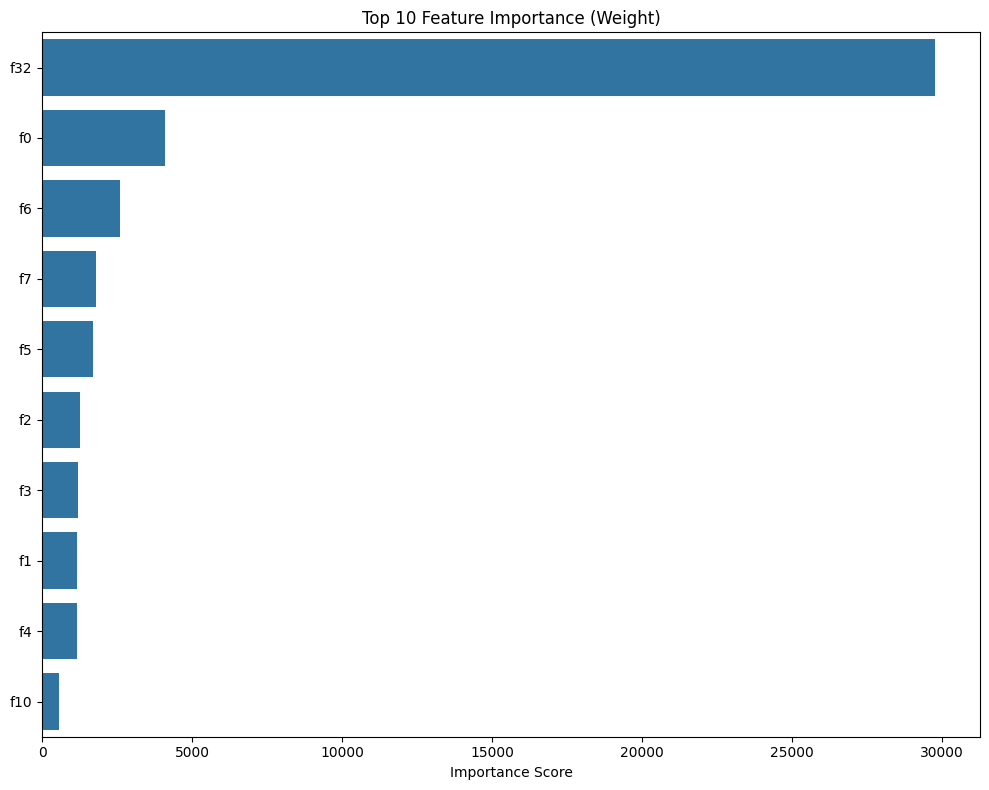 Top 10 Feature Importance (Weight)
f32
f0
f6
f7
f5
f2
f3
f1
f4
f10
0 5000 10000 15000 20000 25000 30000
Importance Score